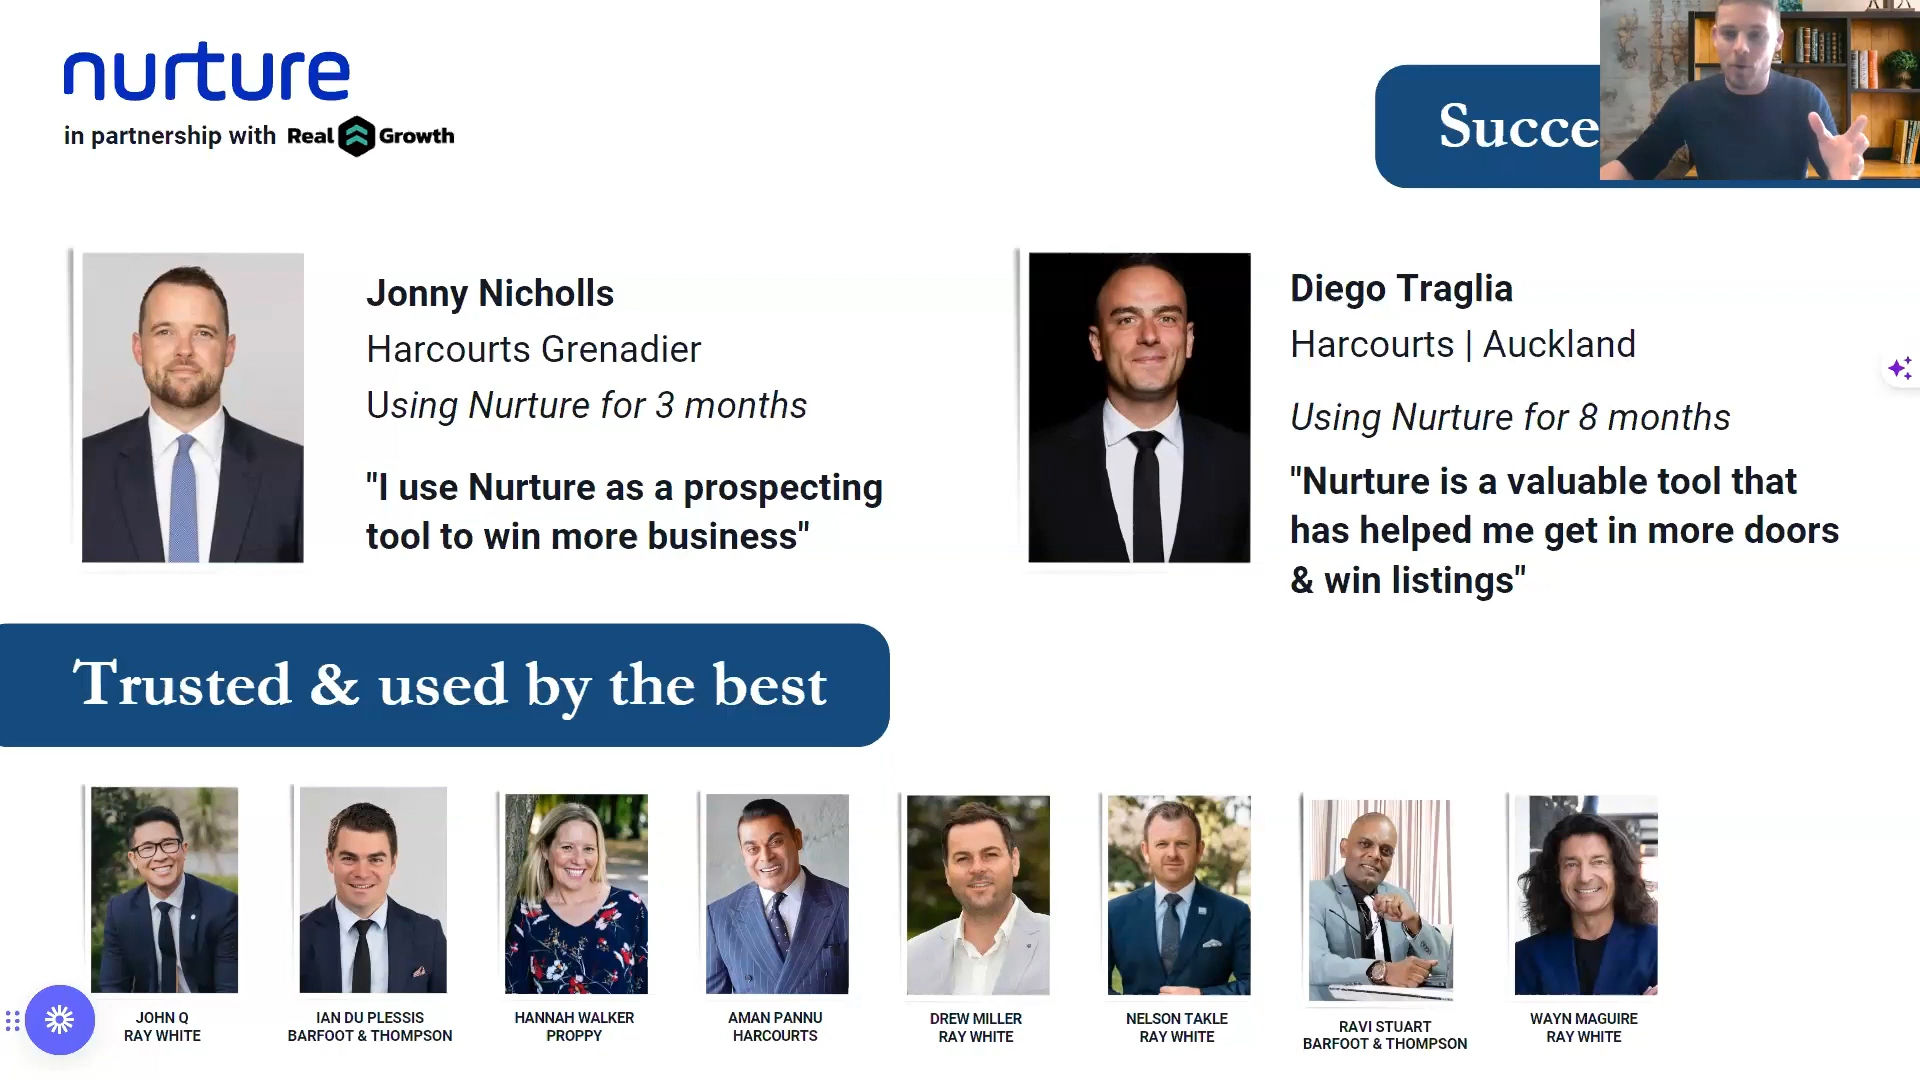 nurture
in partnership with Real Growth
Succe
Jonny Nicholls
Harcourts Grenadier
Using Nurture for 3 months
"I use Nurture as a prospecting
tool to win more business"
Diego Traglia
Harcourts | Auckland
Using Nurture for 8 months
"Nurture is a valuable tool that
has helped me get in more doors
& win listings"
Trusted & used by the best
JOHN Q
RAY WHITE
IAN DU PLESSIS
BARFOOT & THOMPSON
HANNAH WALKER
PROPPY
AMAN PANNU
HARCOURTS
DREW MILLER
RAY WHITE
NELSON TAKLE
RAY WHITE
RAVI STUART
BARFOOT & THOMPSON
WAYN MAGUIRE
RAY WHITE